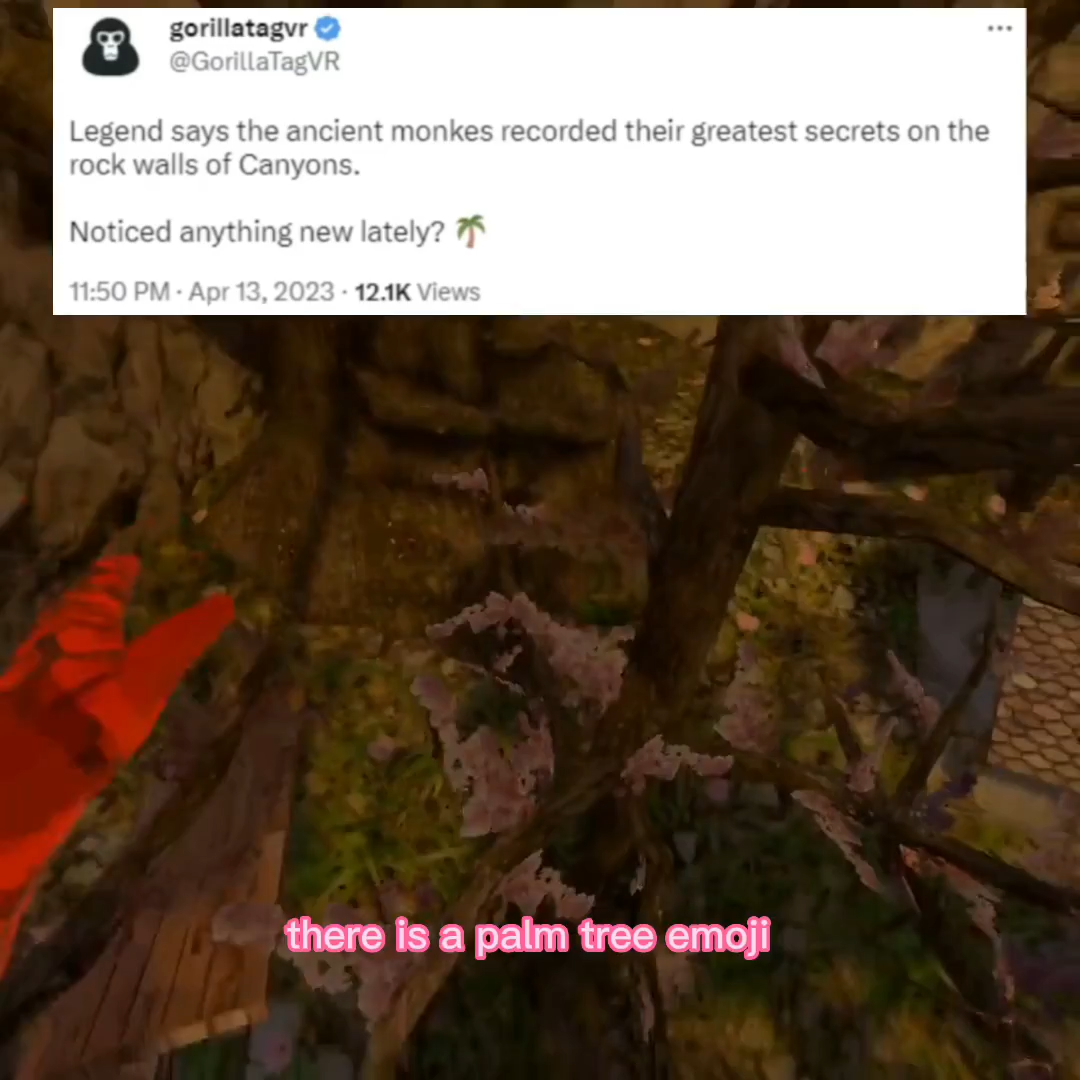 gorillatagvr
@GorillaTagVR
Legend says the ancient monkes recorded their greatest secrets on the
rock walls of Canyons.
Noticed anything new lately? 🌴
11:50 PM · Apr 13, 2023 · 12.1K Views
there is a palm tree emoji